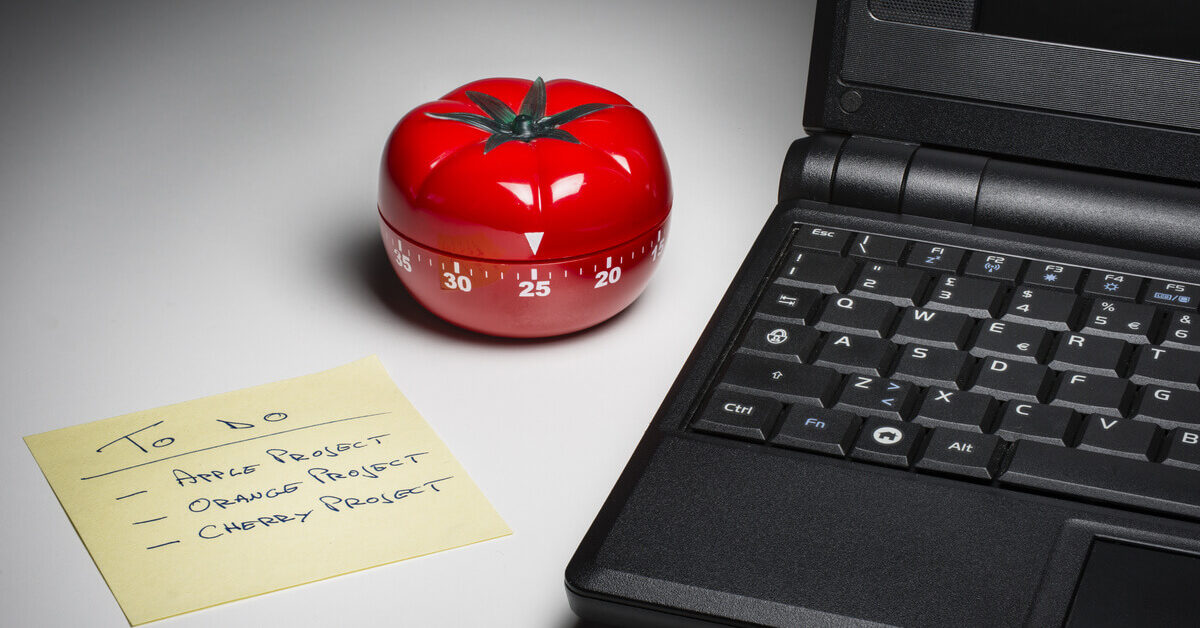 35 30 25 20 15
To Do
- Apple Project
- Orange Project
- Cherry Project
Esc \ | F1 F2 F3 F4 F5
! 1 " 2 £ 3 $ 4 % 5 € 6
Q W E € R T
A S D F G
Z X C V B
Ctrl Fn Alt